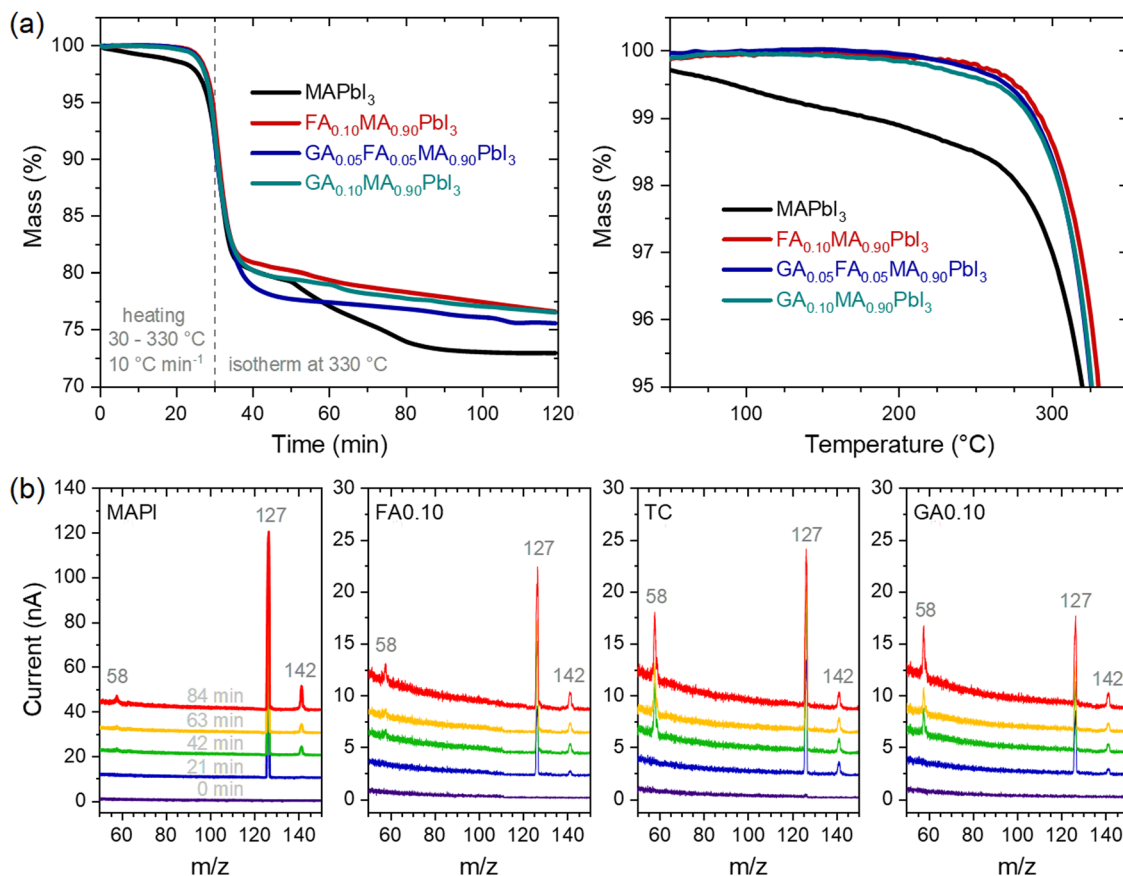 (a)
100
95
90
85
80
75
70
Mass (%)
MAPbI₃
FA₀.₁₀MA₀.₉₀PbI₃
GA₀.₀₅FA₀.₀₅MA₀.₉₀PbI₃
GA₀.₁₀MA₀.₉₀PbI₃
heating
30 - 330 °C
10 °C min⁻¹
isotherm at 330 °C
0 20 40 60 80 100 120
Time (min)
100
99
98
97
96
95
Mass (%)
MAPbI₃
FA₀.₁₀MA₀.₉₀PbI₃
GA₀.₀₅FA₀.₀₅MA₀.₉₀PbI₃
GA₀.₁₀MA₀.₉₀PbI₃
100 200 300
Temperature (°C)
(b)
140
120
100
80
60
40
20
0
Current (nA)
MAPI
127
58
142
84 min
63 min
42 min
21 min
0 min
60 80 100 120 140
m/z
30
25
20
15
10
5
0
FA0.10
127
58
142
60 80 100 120 140
m/z
30
25
20
15
10
5
0
TC
127
58
142
60 80 100 120 140
m/z
30
25
20
15
10
5
0
GA0.10
127
58
142
60 80 100 120 140
m/z